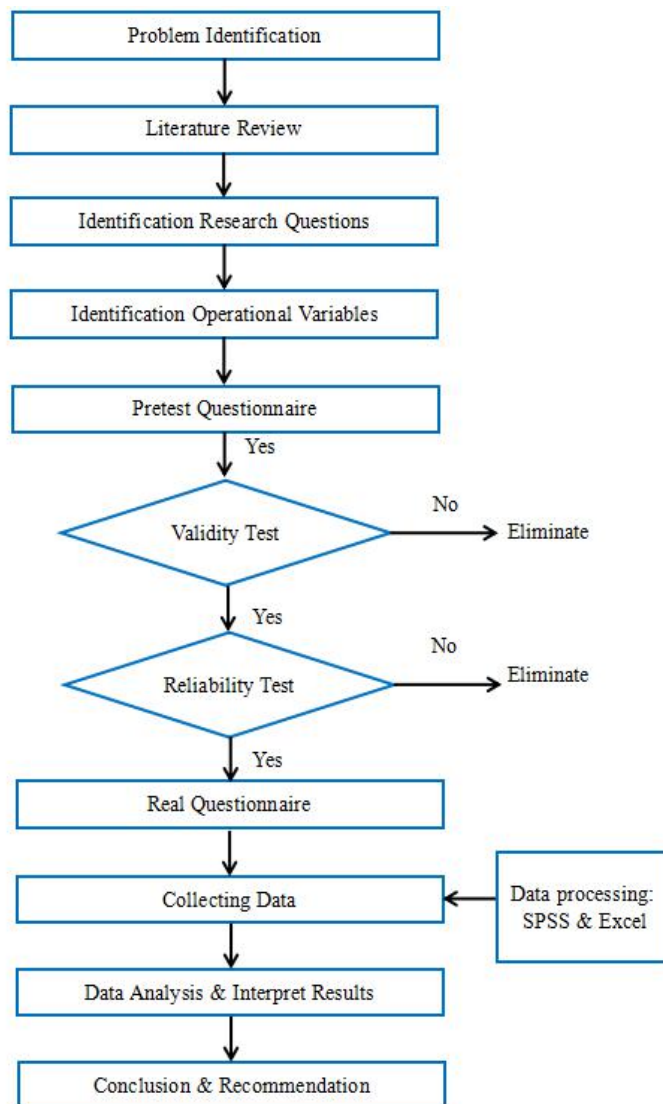 Problem Identification
Literature Review
Identification Research Questions
Identification Operational Variables
Pretest Questionnaire
Yes
No
Validity Test
Eliminate
Yes
No
Reliability Test
Eliminate
Yes
Real Questionnaire
Collecting Data
Data processing:
SPSS & Excel
Data Analysis & Interpret Results
Conclusion & Recommendation